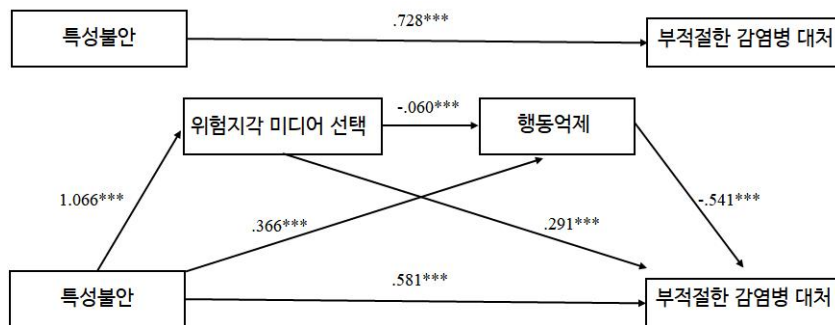 특성불안
.728***
부적절한 감염병 대처
위험지각 미디어 선택
-.060***
행동억제
1.066***
.366***
.291***
-.541***
특성불안
.581***
부적절한 감염병 대처